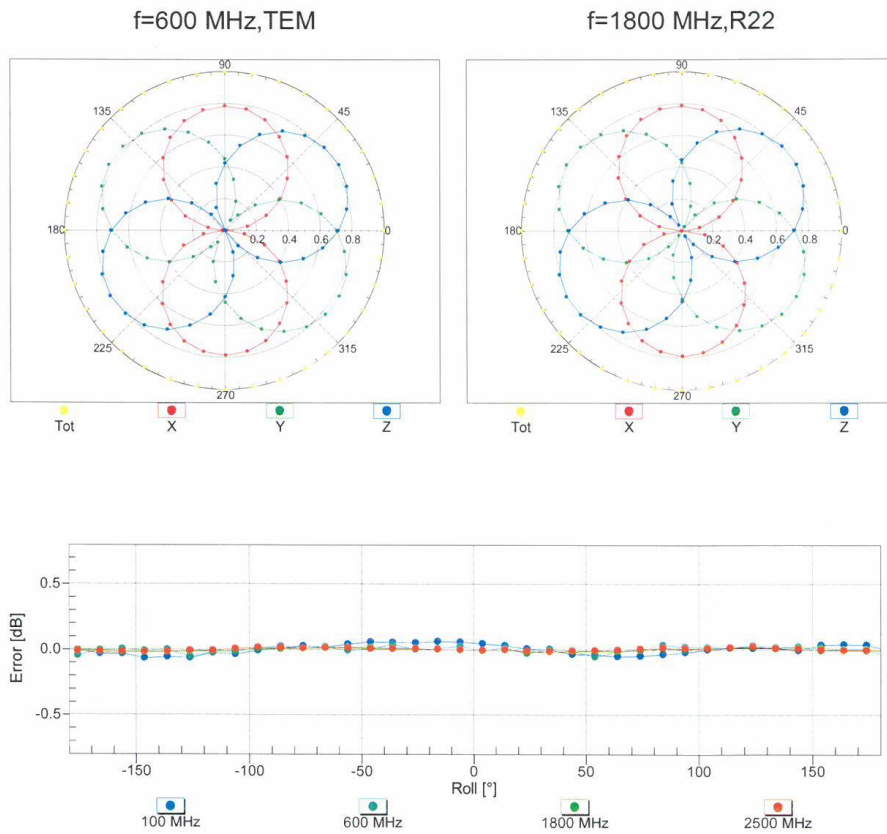 f=600 MHz,TEM f=1800 MHz,R22
90 90
135 45 135 45
180 0.2 0.4 0.6 0.8 0 180 0.2 0.4 0.6 0.8 0
225 315 225 315
270 270
Tot X Y Z Tot X Y Z
0.5
0.0
-0.5
Error [dB]
-150 -100 -50 0 50 100 150
Roll [°]
100 MHz 600 MHz 1800 MHz 2500 MHz